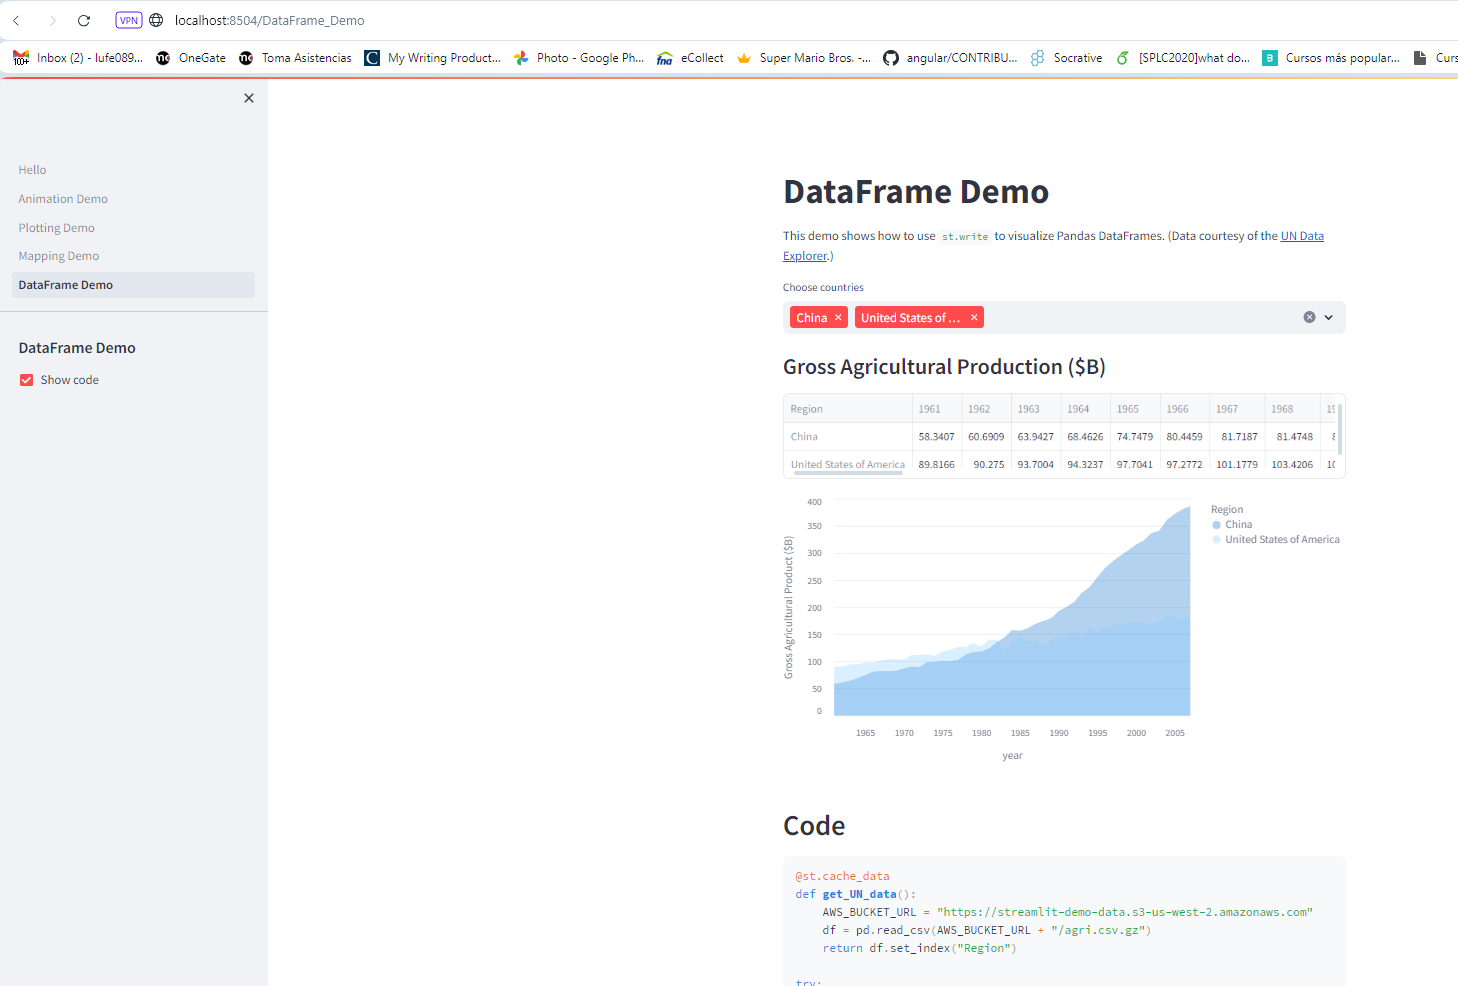 VPN localhost:8504/DataFrame_Demo
10+ Inbox (2) - lufe089... OneGate Toma Asistencias C My Writing Product... Photo - Google Ph... fna eCollect Super Mario Bros. -... angular/CONTRIBU... Socrative [SPLC2020]what do... B Cursos más popular... Curs
Hello
Animation Demo
Plotting Demo
Mapping Demo
DataFrame Demo
DataFrame Demo
Show code
DataFrame Demo
This demo shows how to use st.write to visualize Pandas DataFrames. (Data courtesy of the UN Data
Explorer.)
Choose countries
China × United States of ... ×
Gross Agricultural Production ($B)
Region 1961 1962 1963 1964 1965 1966 1967 1968
China 58.3407 60.6909 63.9427 68.4626 74.7479 80.4459 81.7187 81.4748
United States of America 89.8166 90.275 93.7004 94.3237 97.7041 97.2772 101.1779 103.4206
Gross Agricultural Product ($B)
400
350
300
250
200
150
100
50
0
1965 1970 1975 1980 1985 1990 1995 2000 2005
year
Region
China
United States of America
Code
@st.cache_data
def get_UN_data():
    AWS_BUCKET_URL = "https://streamlit-demo-data.s3-us-west-2.amazonaws.com"
    df = pd.read_csv(AWS_BUCKET_URL + "/agri.csv.gz")
    return df.set_index("Region")
try: